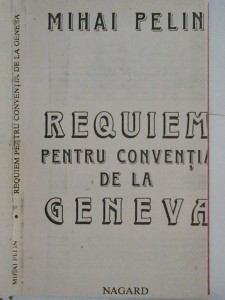 MIHAI PELIN
REQUIEM
PENTRU CONVENȚIA
DE LA
GENEVA
NAGARD
MIHAI PELIN • REQUIEM PENTRU CONVENȚIA DE LA GENEVA